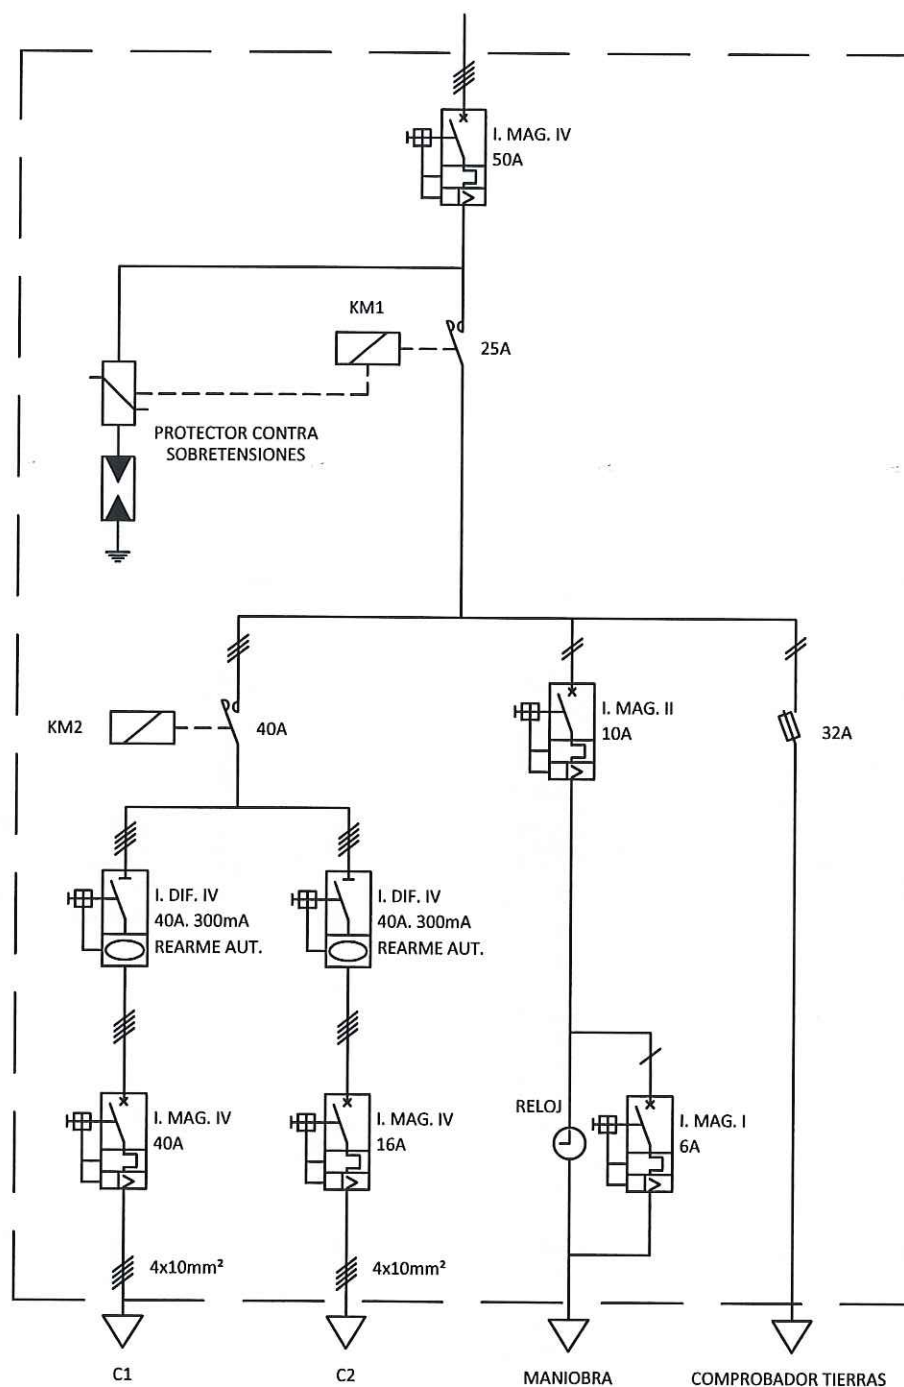 I. MAG. IV
50A
KM1
25A
PROTECTOR CONTRA
SOBRETENSIONES
KM2
40A
I. MAG. II
10A
32A
I. DIF. IV
40A. 300mA
REARME AUT.
I. DIF. IV
40A. 300mA
REARME AUT.
I. MAG. IV
40A
I. MAG. IV
16A
RELOJ
I. MAG. I
6A
4x10mm²
4x10mm²
C1
C2
MANIOBRA
COMPROBADOR TIERRAS